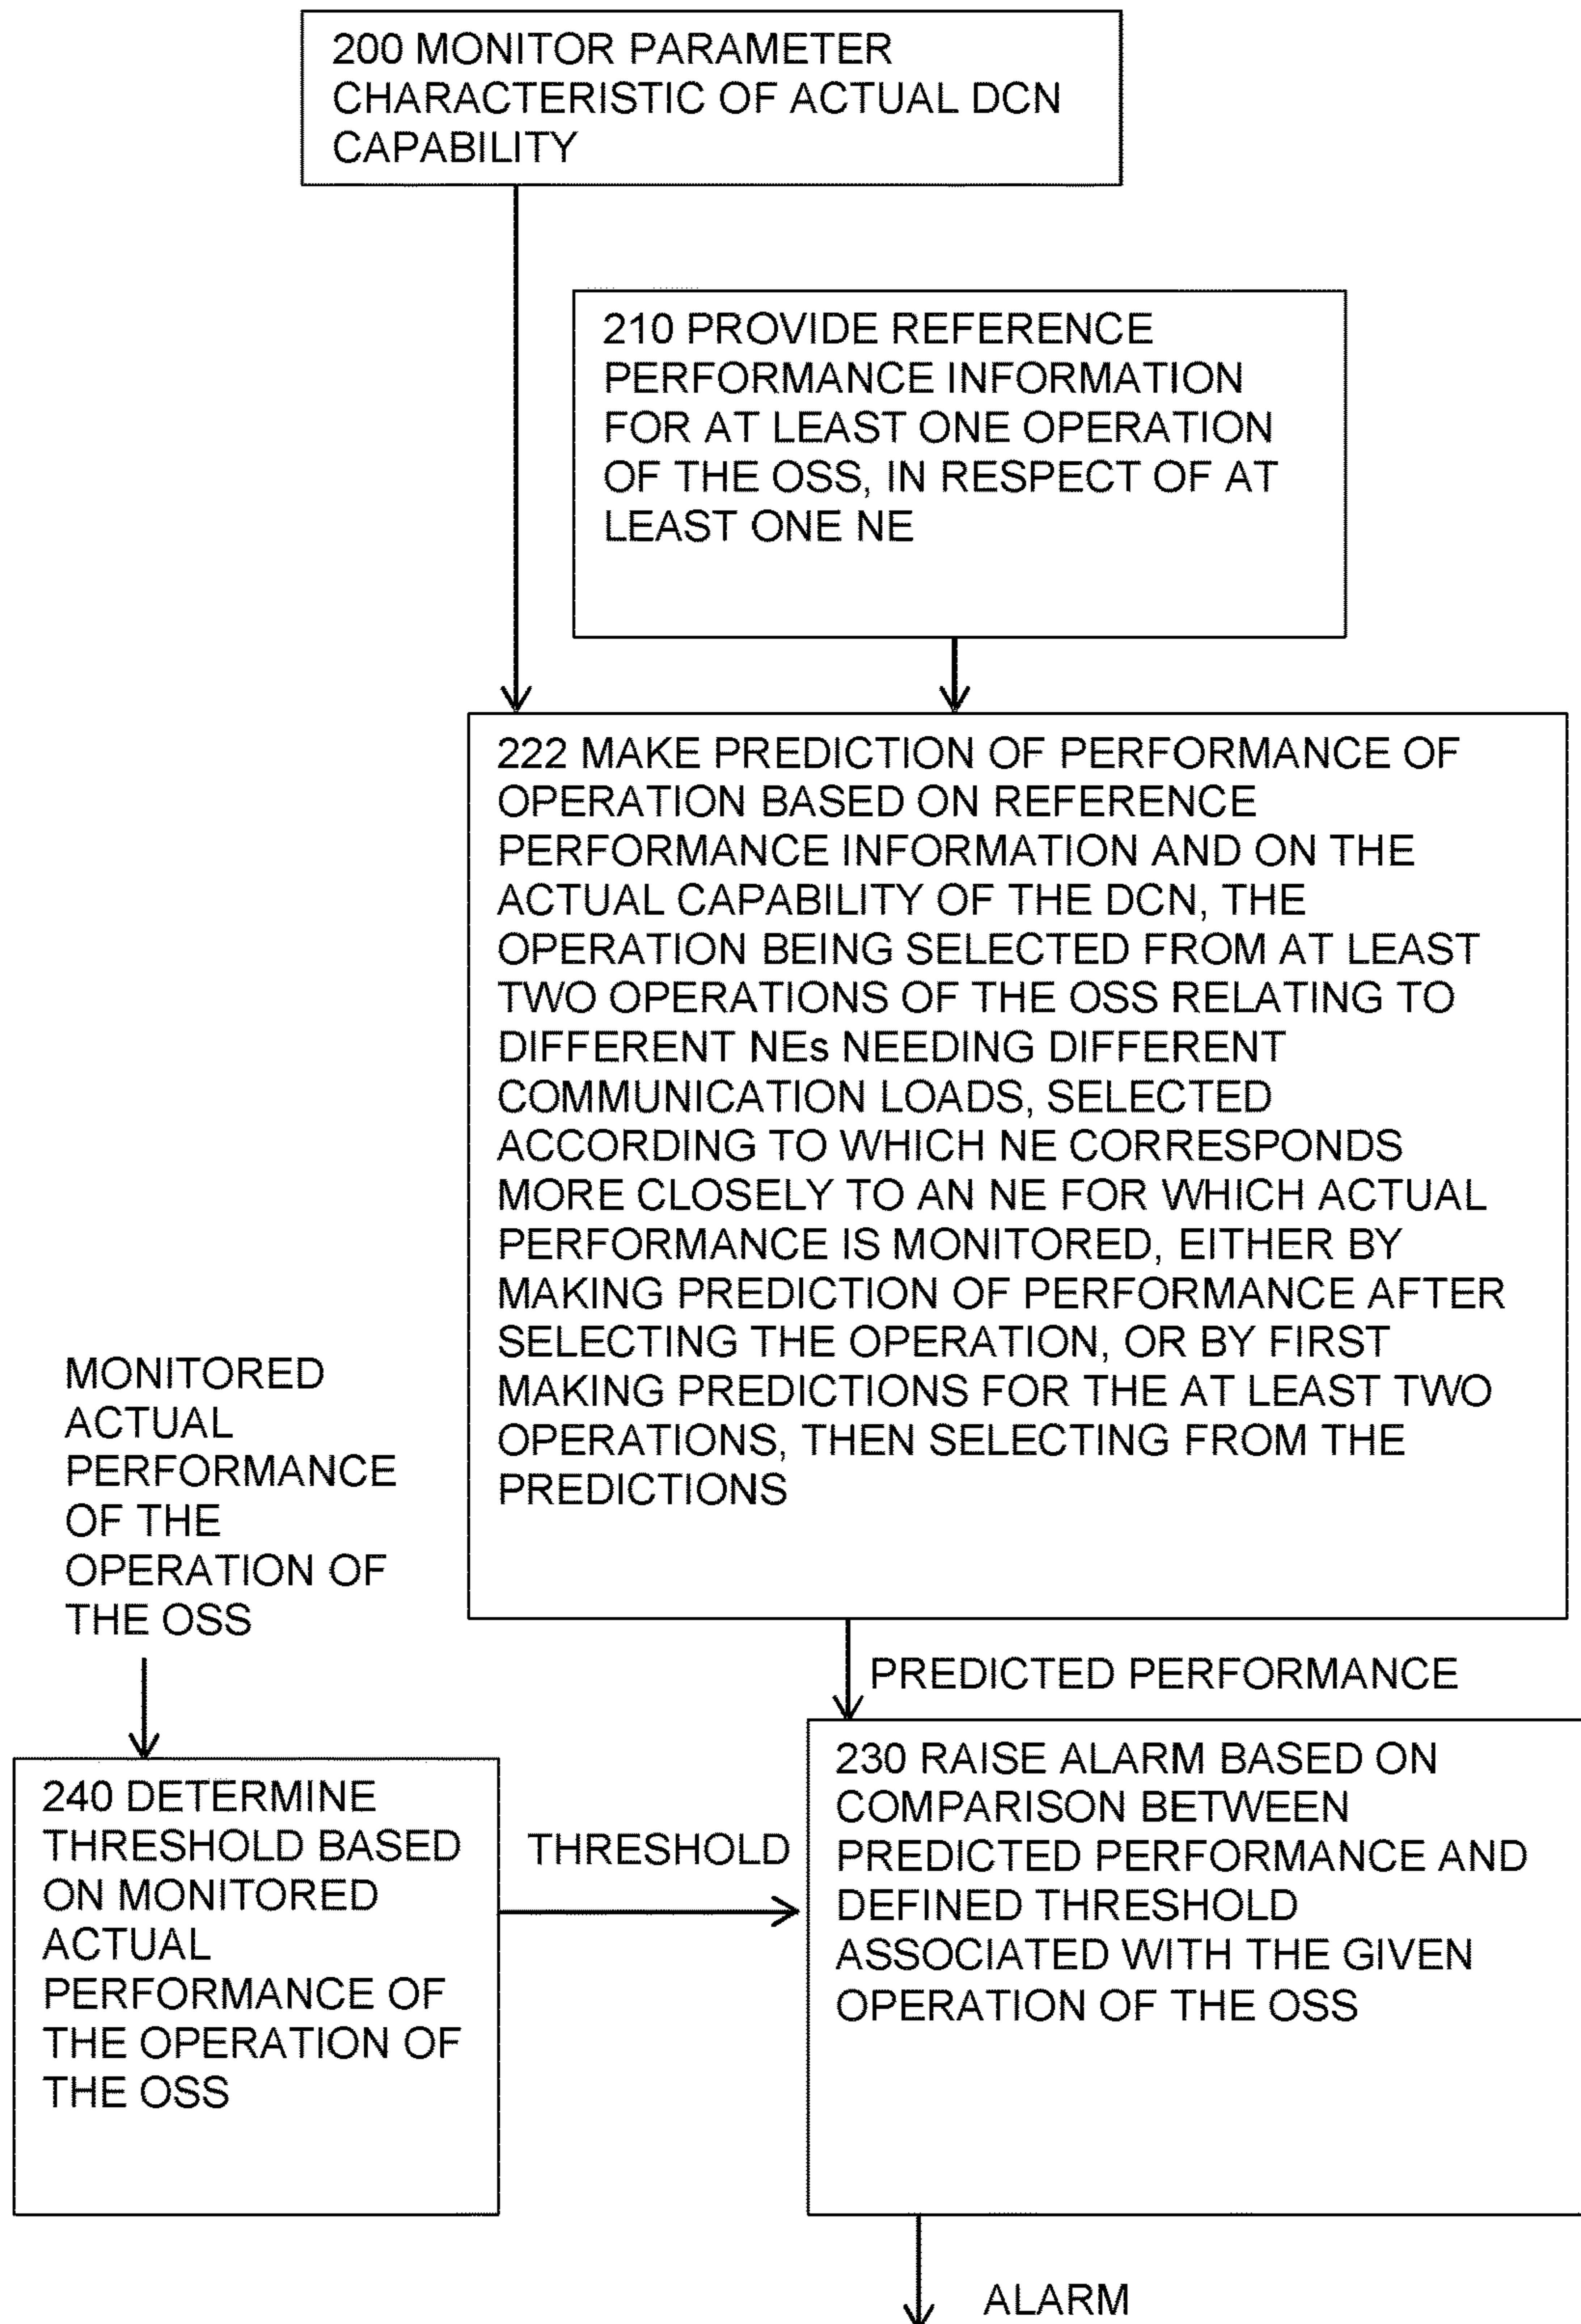 200 MONITOR PARAMETER
CHARACTERISTIC OF ACTUAL DCN
CAPABILITY
210 PROVIDE REFERENCE
PERFORMANCE INFORMATION
FOR AT LEAST ONE OPERATION
OF THE OSS, IN RESPECT OF AT
LEAST ONE NE
222 MAKE PREDICTION OF PERFORMANCE OF
OPERATION BASED ON REFERENCE
PERFORMANCE INFORMATION AND ON THE
ACTUAL CAPABILITY OF THE DCN, THE
OPERATION BEING SELECTED FROM AT LEAST
TWO OPERATIONS OF THE OSS RELATING TO
DIFFERENT NEs NEEDING DIFFERENT
COMMUNICATION LOADS, SELECTED
ACCORDING TO WHICH NE CORRESPONDS
MORE CLOSELY TO AN NE FOR WHICH ACTUAL
PERFORMANCE IS MONITORED, EITHER BY
MAKING PREDICTION OF PERFORMANCE AFTER
SELECTING THE OPERATION, OR BY FIRST
MAKING PREDICTIONS FOR THE AT LEAST TWO
OPERATIONS, THEN SELECTING FROM THE
PREDICTIONS
MONITORED
ACTUAL
PERFORMANCE
OF THE
OPERATION OF
THE OSS
PREDICTED PERFORMANCE
240 DETERMINE
THRESHOLD BASED
ON MONITORED
ACTUAL
PERFORMANCE OF
THE OPERATION OF
THE OSS
THRESHOLD
230 RAISE ALARM BASED ON
COMPARISON BETWEEN
PREDICTED PERFORMANCE AND
DEFINED THRESHOLD
ASSOCIATED WITH THE GIVEN
OPERATION OF THE OSS
ALARM